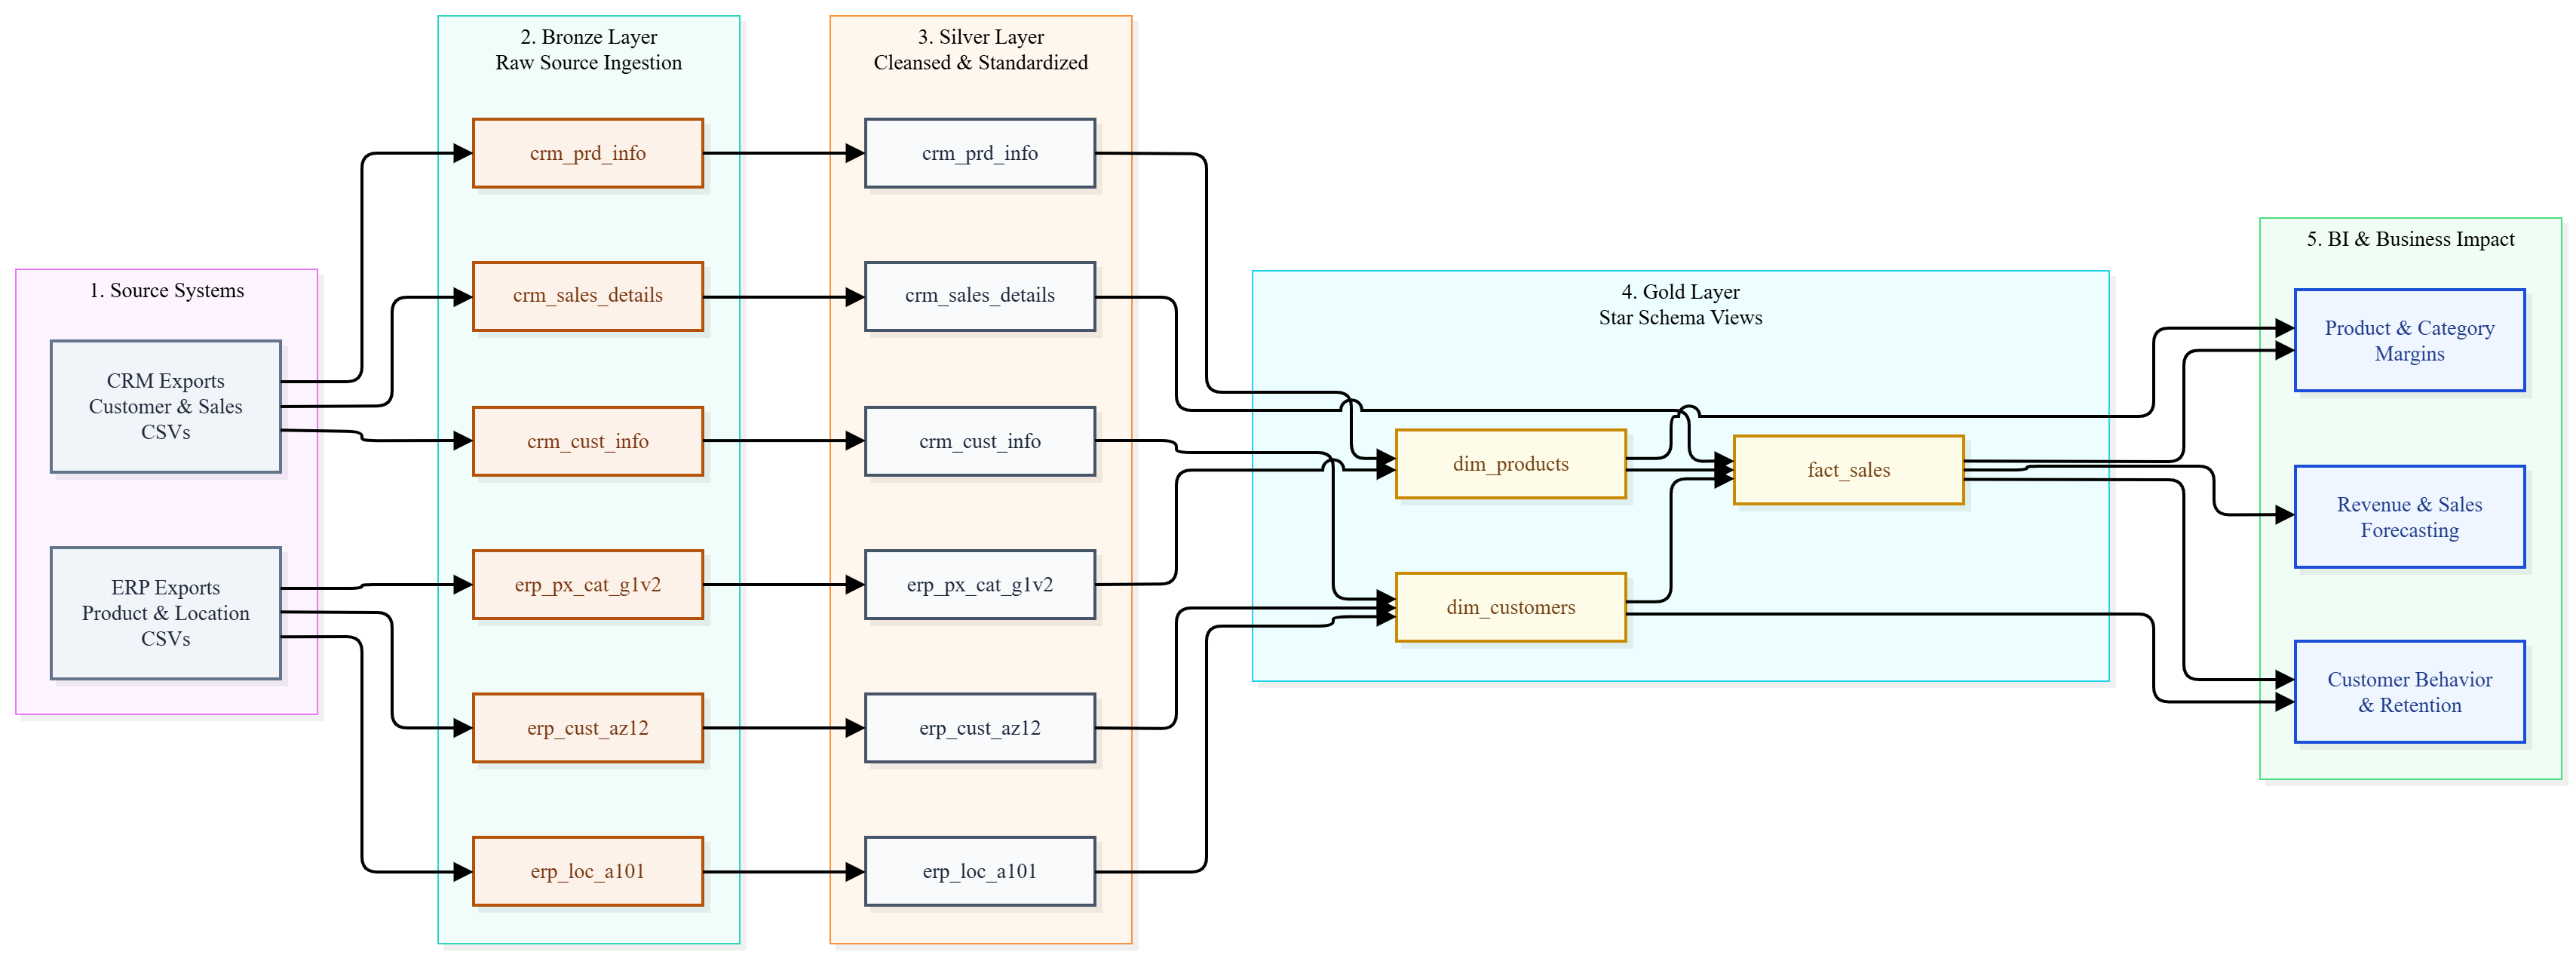 1. Source Systems
CRM Exports
Customer & Sales
CSVs
ERP Exports
Product & Location
CSVs
2. Bronze Layer
Raw Source Ingestion
crm_prd_info
crm_sales_details
crm_cust_info
erp_px_cat_g1v2
erp_cust_az12
erp_loc_a101
3. Silver Layer
Cleansed & Standardized
crm_prd_info
crm_sales_details
crm_cust_info
erp_px_cat_g1v2
erp_cust_az12
erp_loc_a101
4. Gold Layer
Star Schema Views
dim_products
fact_sales
dim_customers
5. BI & Business Impact
Product & Category
Margins
Revenue & Sales
Forecasting
Customer Behavior
& Retention